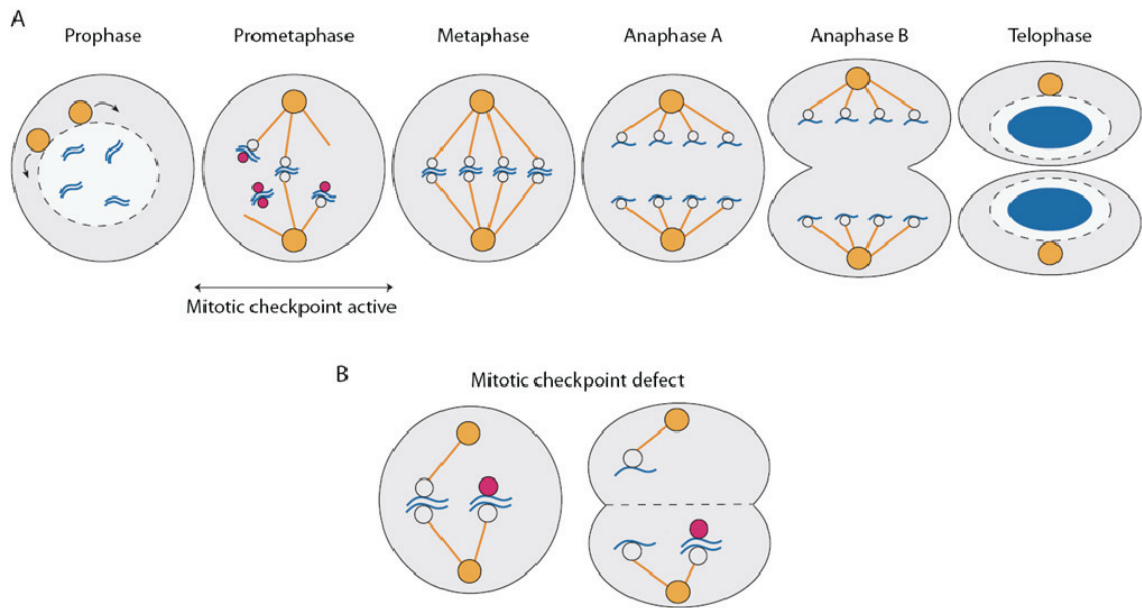 A
Prophase
Prometaphase
Metaphase
Anaphase A
Anaphase B
Telophase
Mitotic checkpoint active
B
Mitotic checkpoint defect